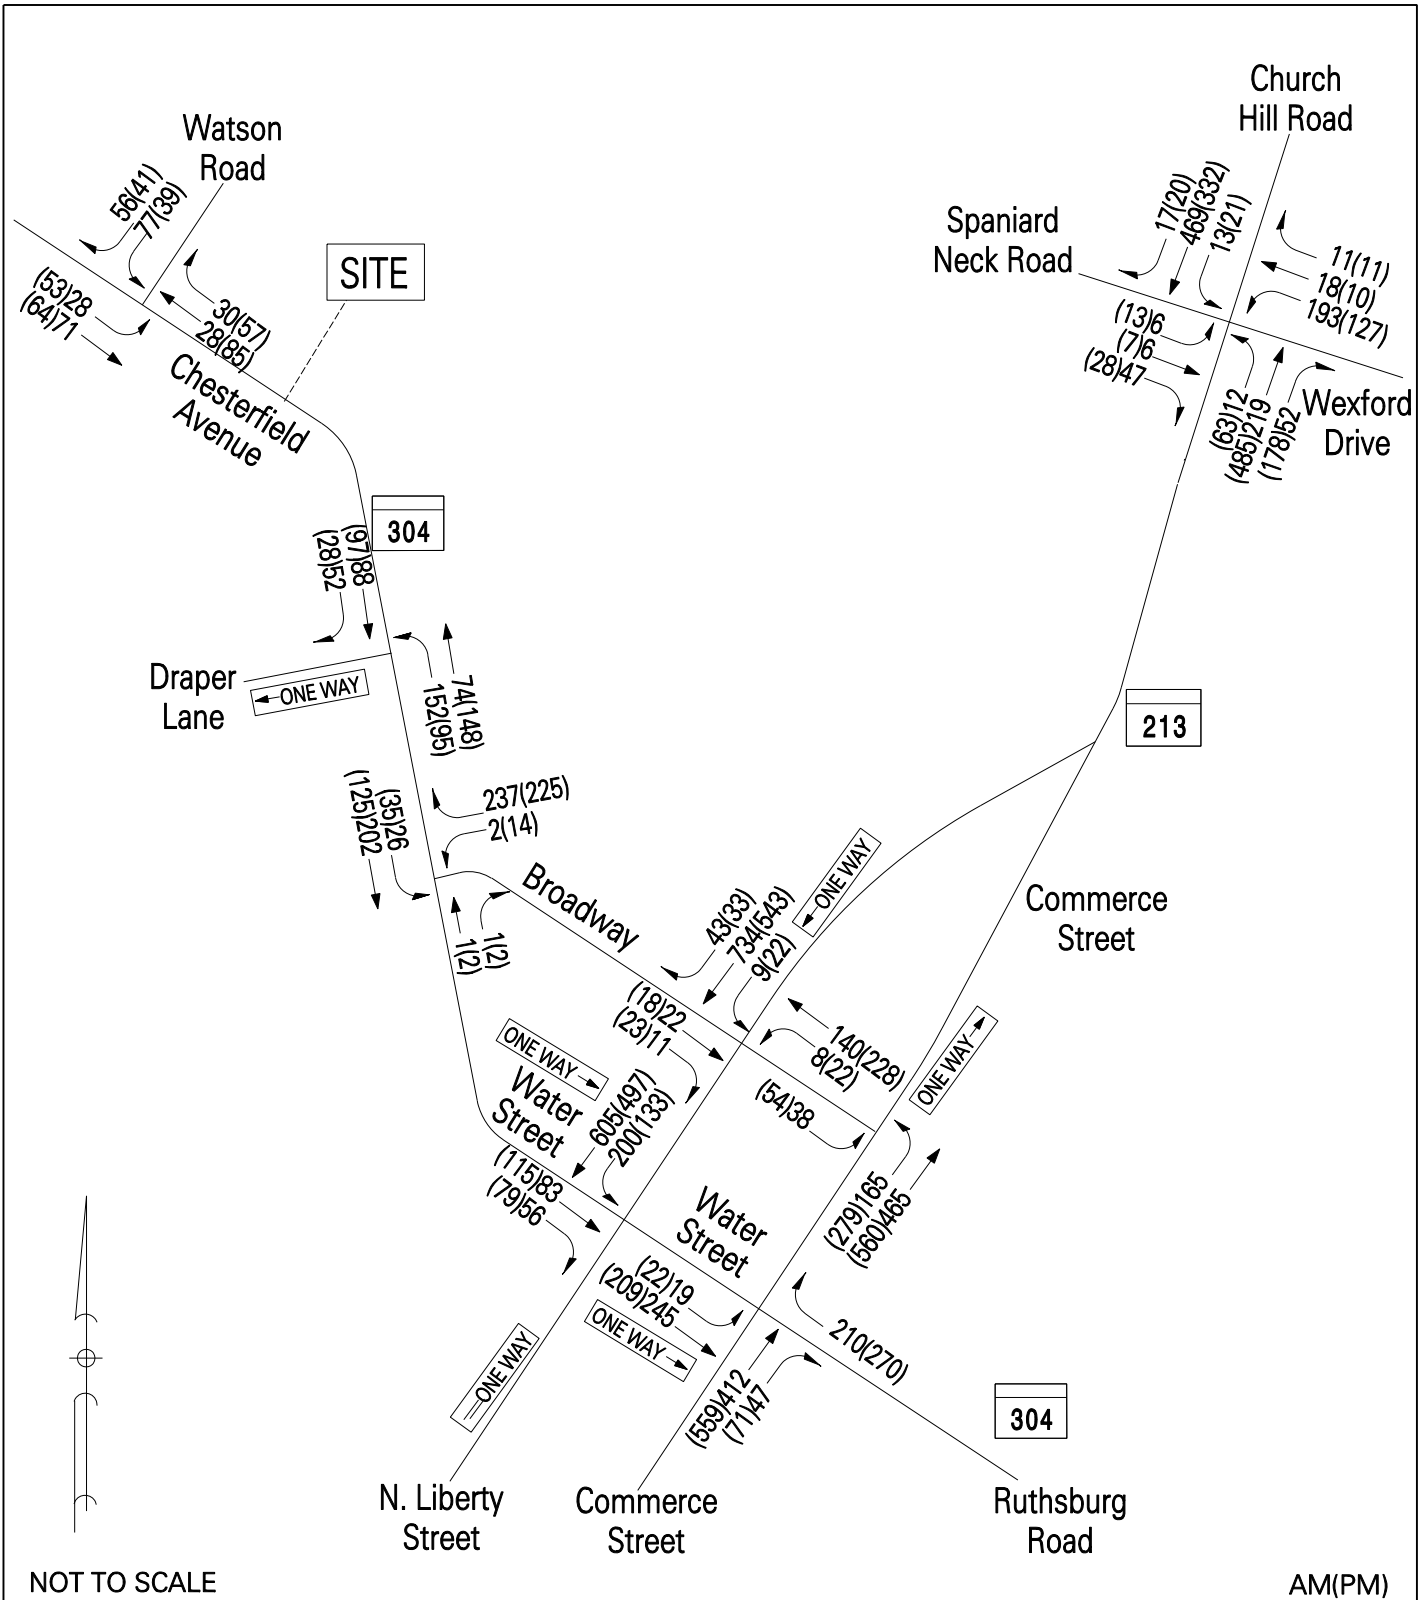 Church
Hill Road
Watson
Road
56(41)
77(39)
17(20)
469(332)
13(21)
Spaniard
Neck Road
11(11)
18(10)
193(127)
SITE
(53)28
(64)71
30(57)
28(85)
(13)6
(7)6
(28)47
Chesterfield
Avenue
(63)12
(485)219
(178)52
Wexford
Drive
304
(97)88
(28)52
Draper
Lane
ONE WAY
74(148)
152(95)
213
(35)26
(125)202
237(225)
2(14)
Broadway
ONE WAY
43(33)
734(543)
9(22)
Commerce
Street
1(2)
1(2)
(18)22
(23)11
ONE WAY
140(228)
8(22)
ONE WAY
Water
Street
605(497)
200(133)
(54)38
(115)83
(79)56
Water
Street
(279)165
(560)465
(22)19
(209)245
ONE WAY
210(270)
ONE WAY
(559)412
(71)47
304
N. Liberty
Street
Commerce
Street
Ruthsburg
Road
NOT TO SCALE
AM(PM)